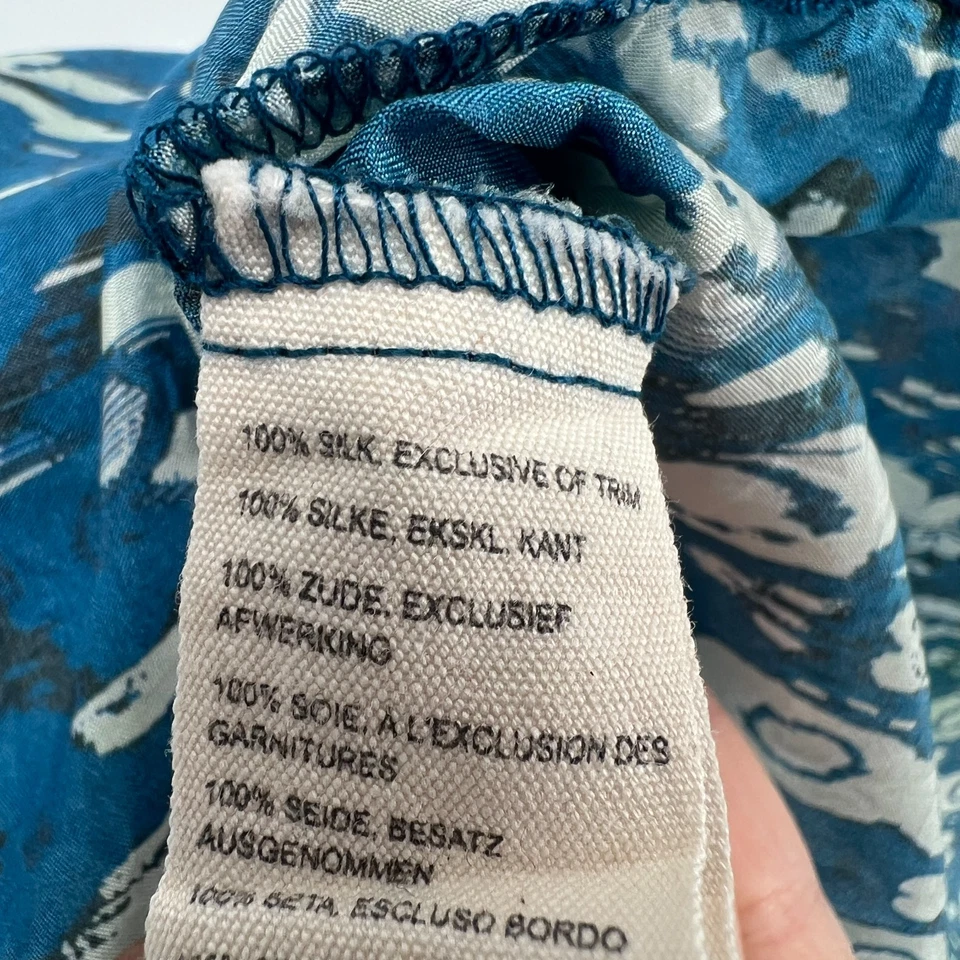 100% SILK, EXCLUSIVE OF TRIM
100% SILKE, EKSKL. KANT
100% ZIJDE, EXCLUSIEF
AFWERKING
100% SOIE, A L'EXCLUSION DES
GARNITURES
100% SEIDE, BESATZ
AUSGENOMMEN
100% SETA, ESCLUSO BORDO